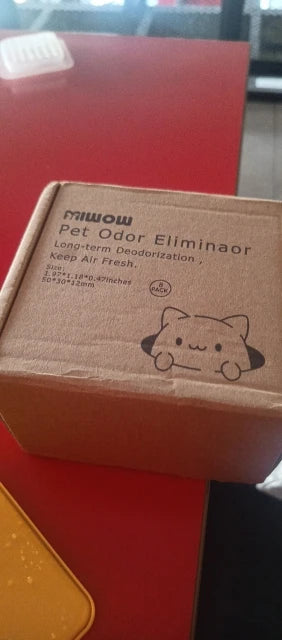 MIWOW
Pet Odor Eliminaor
Long-term Deodorization ,
Keep Air Fresh.
Size:
1.97*1.18*0.47inches
50*30*12mm
8
PACK